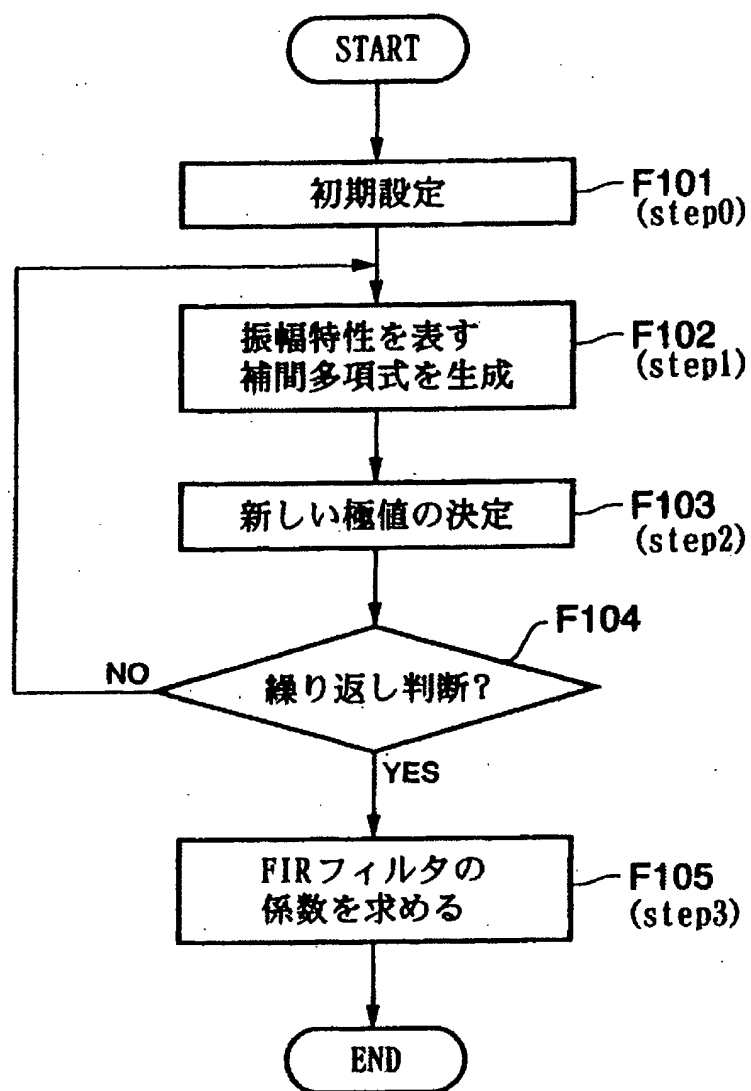 START
初期設定
F101
(step0)
振幅特性を表す
補間多項式を生成
F102
(step1)
新しい極値の決定
F103
(step2)
F104
繰り返し判断?
NO
YES
FIRフィルタの
係数を求める
F105
(step3)
END